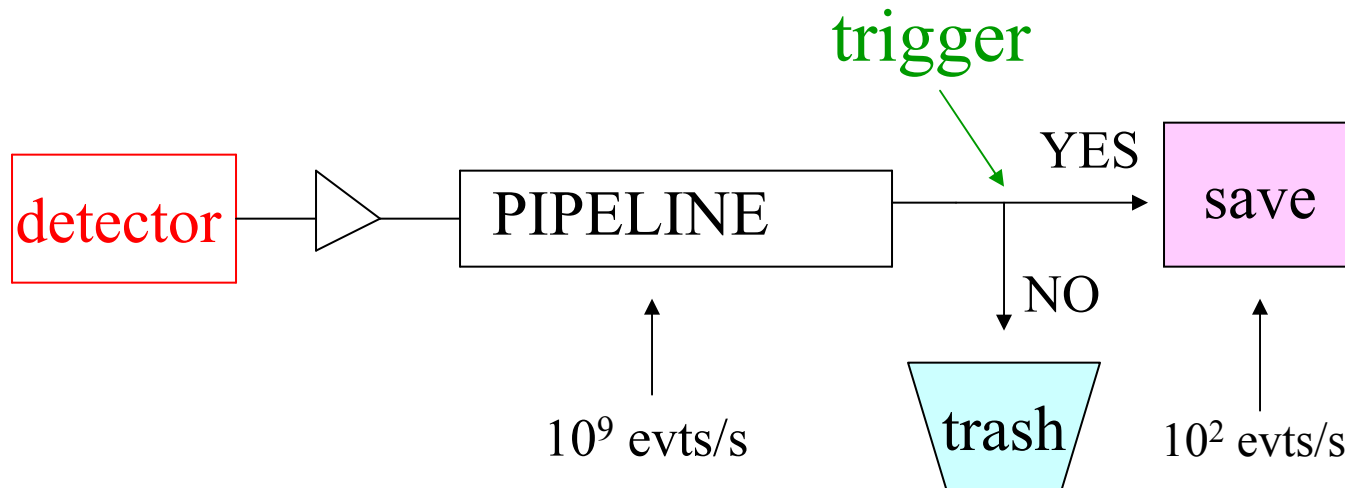 trigger
YES
detector
PIPELINE
save
NO
10⁹ evts/s
trash
10² evts/s